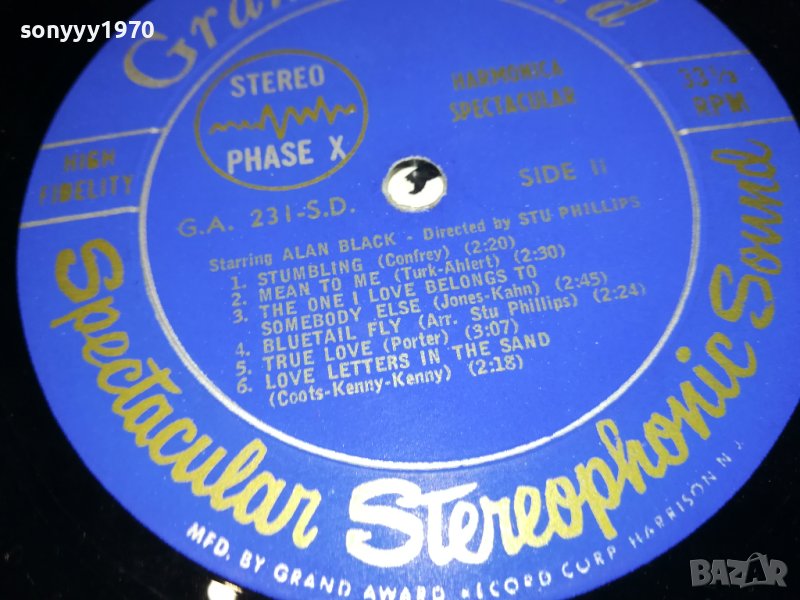 sonyyy1970
STEREO
PHASE X
HARMONICA
SPECTACULAR
33⅓
RPM
HIGH
FIDELITY
G.A. 231-S.D.
SIDE II
Starring ALAN BLACK - Directed by STU PHILLIPS
1. STUMBLING (Confrey) (2:20)
2. MEAN TO ME (Turk-Ahlert) (2:30)
3. THE ONE I LOVE BELONGS TO
SOMEBODY ELSE (Jones-Kahn) (2:45)
4. BLUETAIL FLY (Arr. Stu Phillips) (2:24)
5. TRUE LOVE (Porter) (3:07)
6. LOVE LETTERS IN THE SAND
(Coots-Kenny-Kenny) (2:18)
Spectacular Stereophonic Sound
MFD. BY GRAND AWARD RECORD CORP HARRISON N.J.
BAZAR